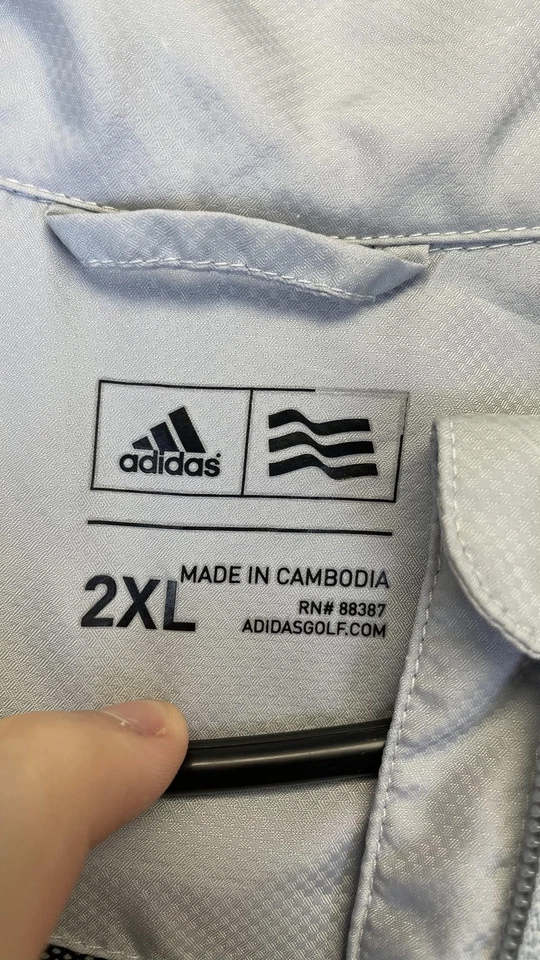 adidas
2XL
MADE IN CAMBODIA
RN# 88387
ADIDASGOLF.COM